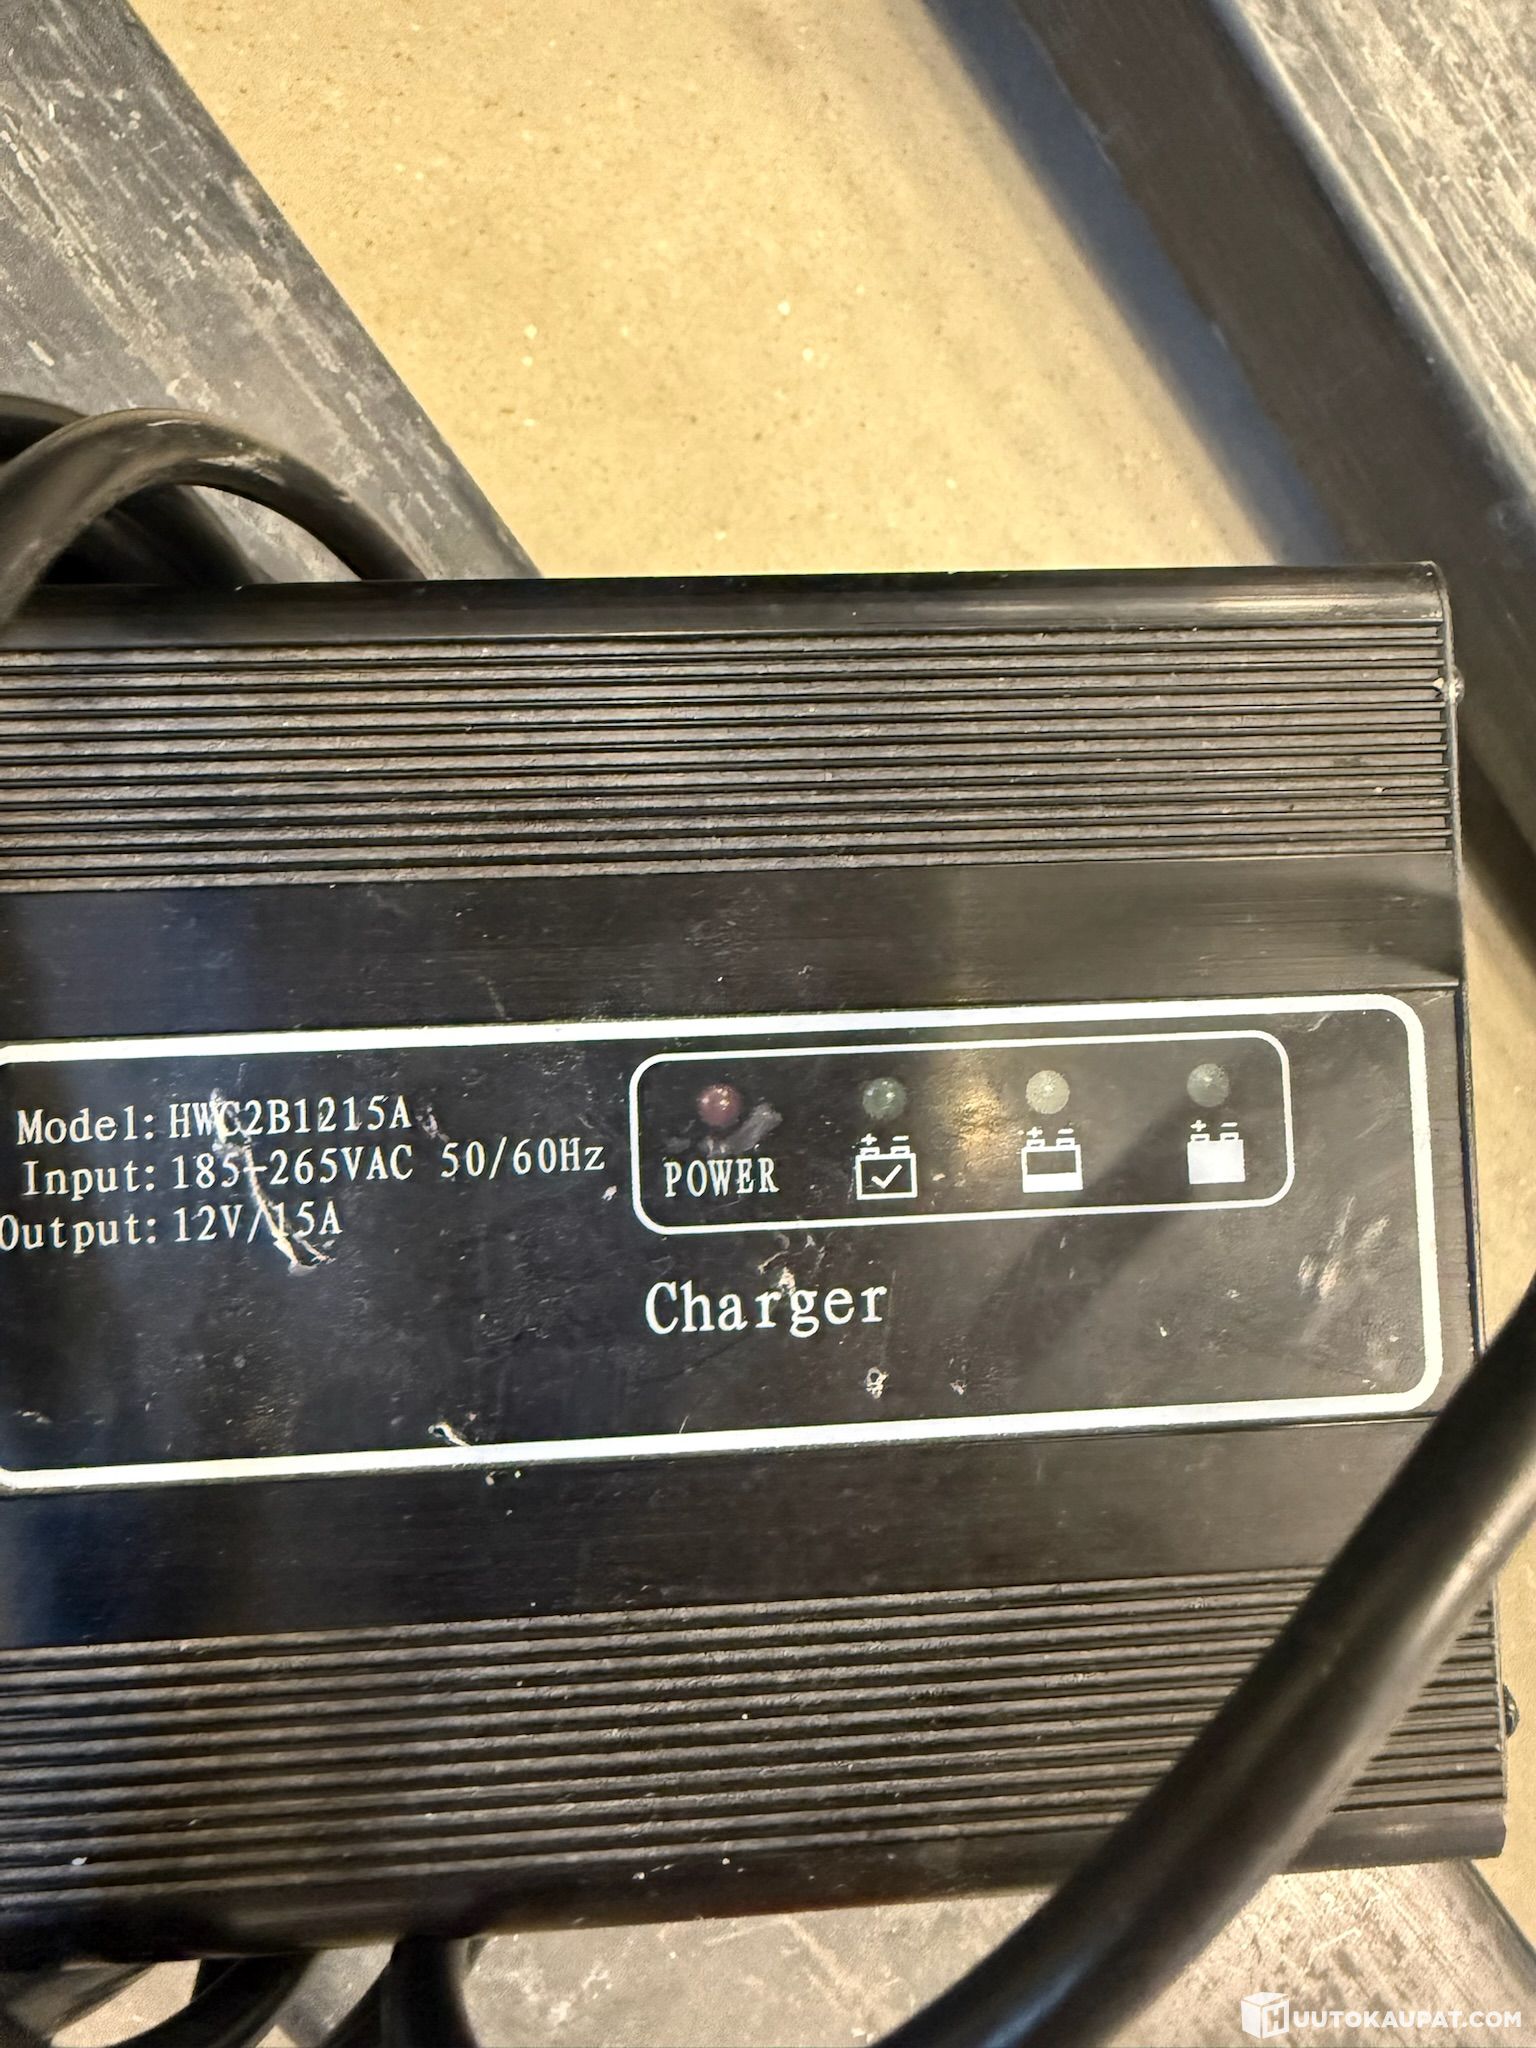 Model: HWC2B1215A
Input: 185-265VAC 50/60Hz
Output: 12V/15A
POWER
Charger
HUUTOKAUPAT.COM